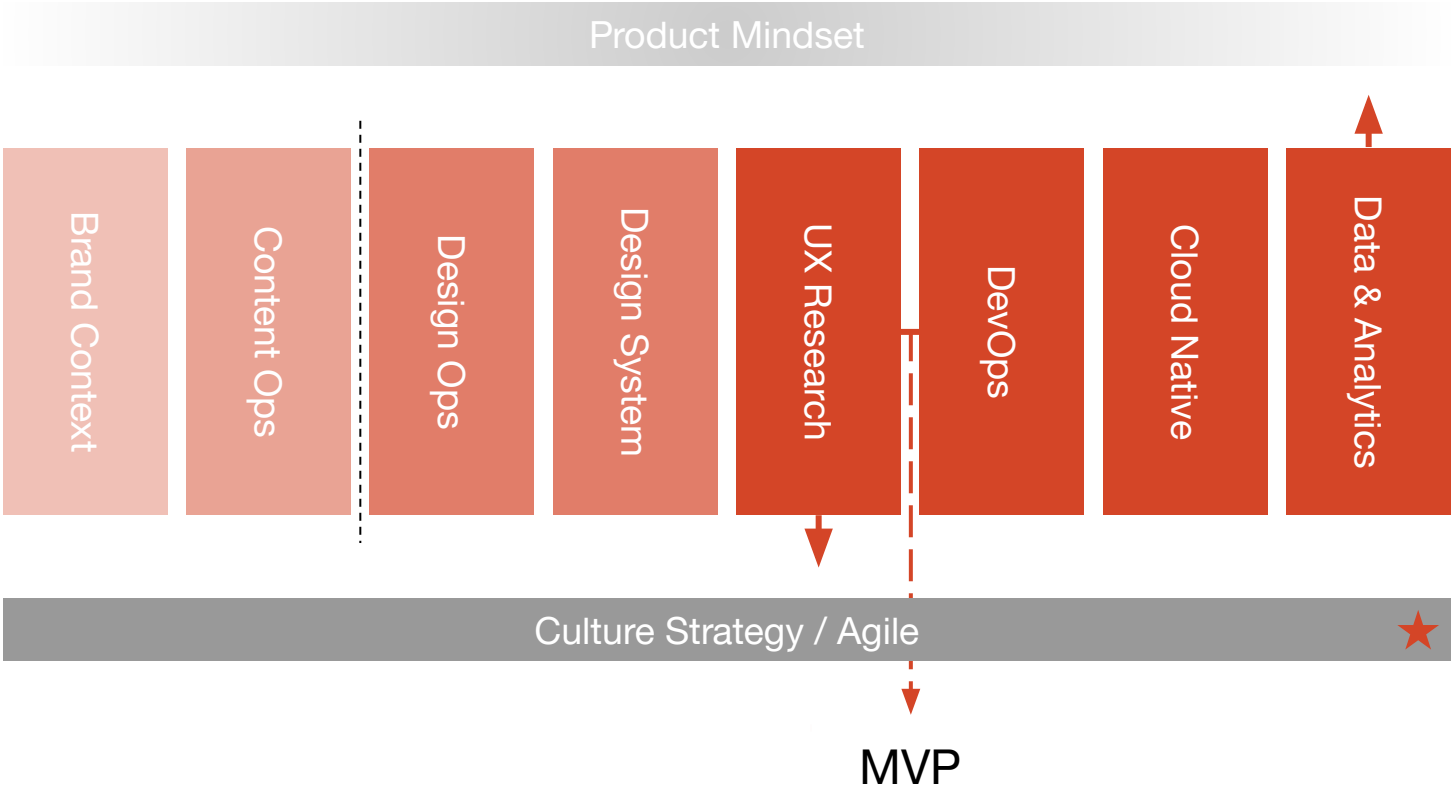 Product Mindset
Brand Context
Content Ops
Design Ops
Design System
UX Research
DevOps
Cloud Native
Data & Analytics
Culture Strategy / Agile
MVP